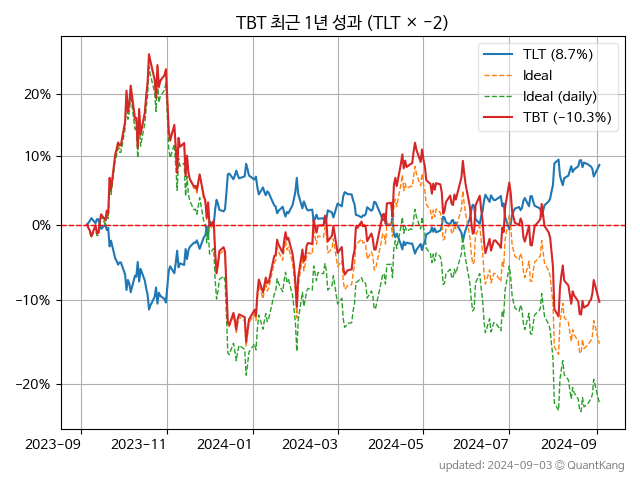 TBT 최근 1년 성과 (TLT × −2)
TLT (8.7%)
Ideal
Ideal (daily)
TBT (−10.3%)
20%
10%
0%
−10%
−20%
2023-09 2023-11 2024-01 2024-03 2024-05 2024-07 2024-09
updated: 2024-09-03 © QuantKang